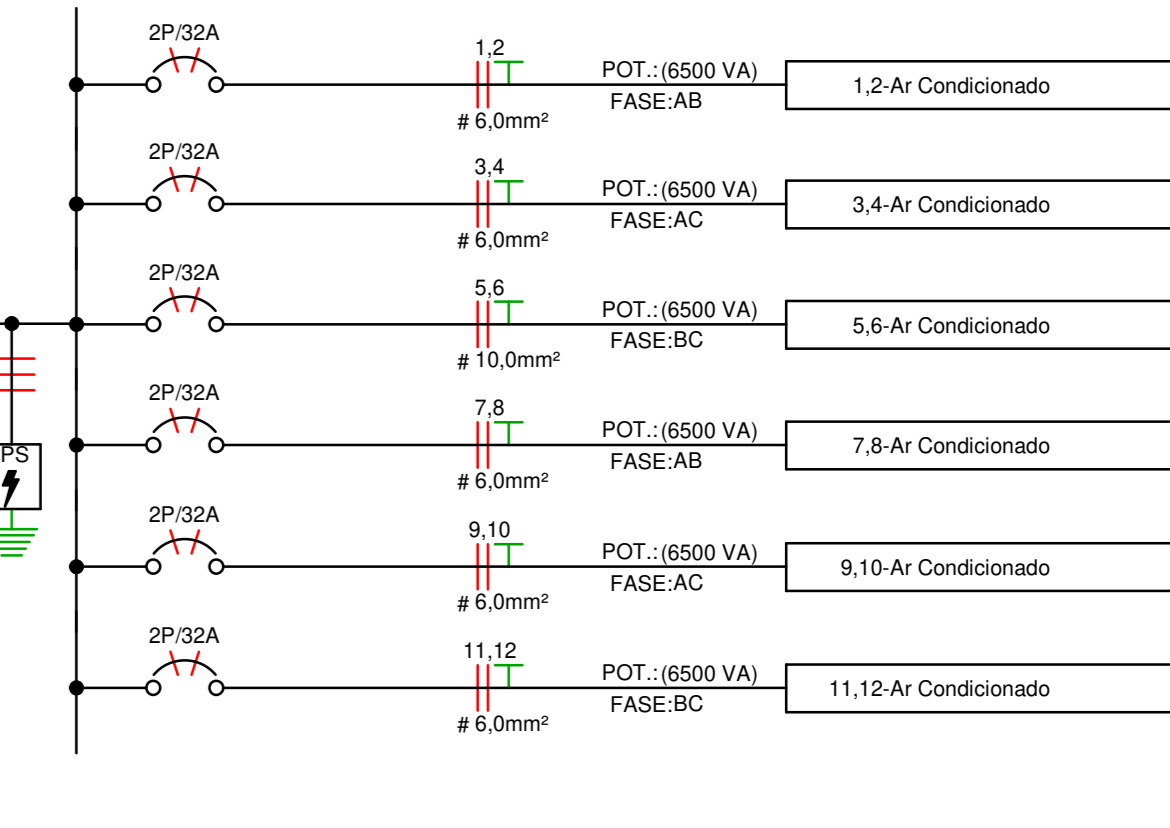 2P/32A
1,2
# 6,0mm²
POT.:(6500 VA)
FASE:AB
1,2-Ar Condicionado
2P/32A
3,4
# 6,0mm²
POT.:(6500 VA)
FASE:AC
3,4-Ar Condicionado
2P/32A
5,6
# 10,0mm²
POT.:(6500 VA)
FASE:BC
5,6-Ar Condicionado
2P/32A
7,8
# 6,0mm²
POT.:(6500 VA)
FASE:AB
7,8-Ar Condicionado
PS
2P/32A
9,10
# 6,0mm²
POT.:(6500 VA)
FASE:AC
9,10-Ar Condicionado
2P/32A
11,12
# 6,0mm²
POT.:(6500 VA)
FASE:BC
11,12-Ar Condicionado